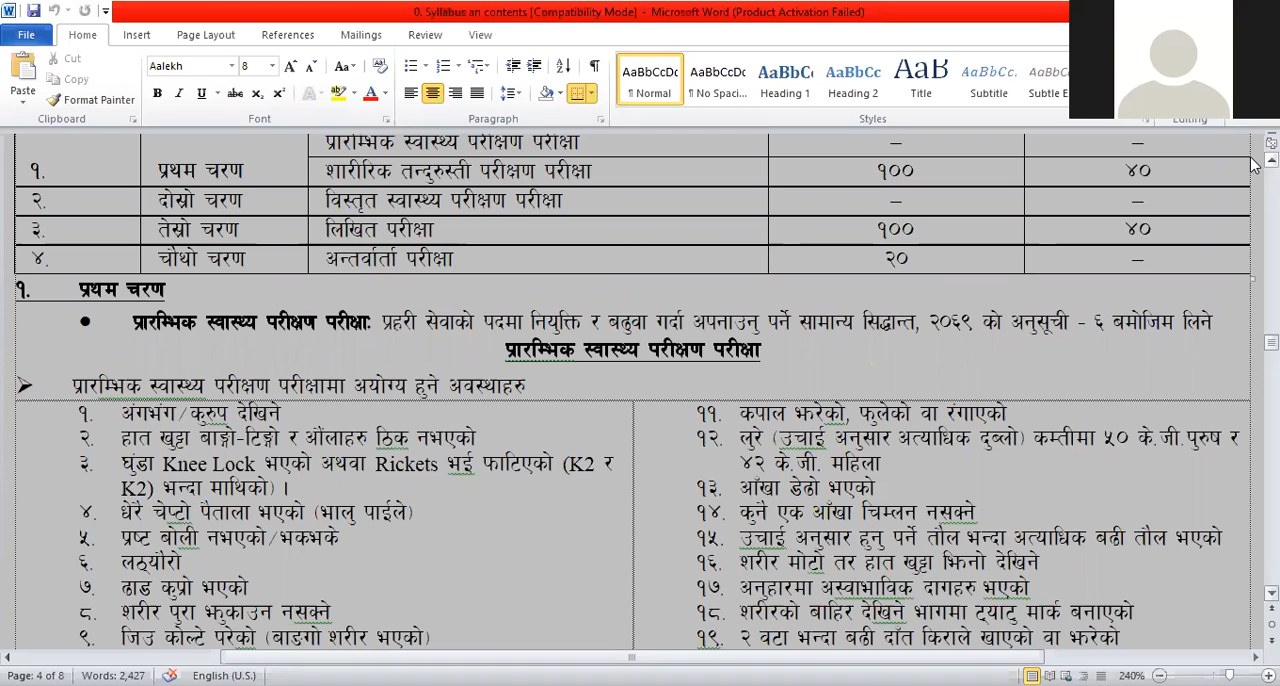 0. Syllabus an contents [Compatibility Mode] - Microsoft Word (Product Activation Failed)
File Home Insert Page Layout References Mailings Review View
Cut
Copy
Format Painter
Paste
Clipboard
Aalekh 8
Font
Paragraph
AaBbCcDc AaBbCcDc AaBbCc AaBbCc AaB AaBbCc. AaBbC
¶ Normal ¶ No Spaci... Heading 1 Heading 2 Title Subtitle Subtle E
Styles
Editing
प्रारम्भिक स्वास्थ्य परीक्षण परीक्षा – –
१. प्रथम चरण शारीरिक तन्दुरुस्ती परीक्षण परीक्षा १०० ४०
२. दोस्रो चरण विस्तृत स्वास्थ्य परीक्षण परीक्षा – –
३. तेस्रो चरण लिखित परीक्षा १०० ४०
४. चौथो चरण अन्तर्वार्ता परीक्षा २० –
१. प्रथम चरण
● प्रारम्भिक स्वास्थ्य परीक्षण परीक्षाः प्रहरी सेवाको पदमा नियुक्ति र बढुवा गर्दा अपनाउनु पर्ने सामान्य सिद्धान्त, २०६९ को अनुसूची - ६ बमोजिम लिने
प्रारम्भिक स्वास्थ्य परीक्षण परीक्षा
➢ प्रारम्भिक स्वास्थ्य परीक्षण परीक्षामा अयोग्य हुने अवस्थाहरु
१. अंगभंग/कुरुप देखिने
२. हात खुट्टा बाङ्गो-टिङ्गो र औंलाहरु ठिक नभएको
३. घुंडा Knee Lock भएको अथवा Rickets भई फाटिएको (K2 र
K2) भन्दा माथिको) ।
४. धेरै चेप्टो पैताला भएको (भालु पाईले)
५. प्रष्ट बोली नभएको/भकभके
६. लठ्यौरो
७. ढाड कुप्रो भएको
८. शरीर पुरा झुकाउन नसक्ने
९. जिउ कोल्टे परेको (बाङगो शरीर भएको)
११. कपाल झरेको, फुलेको वा रंगाएको
१२. लुरे (उचाई अनुसार अत्याधिक दुब्लो) कम्तीमा ५० के.जी.पुरुष र
४२ के.जी. महिला
१३. आँखा डेढो भएको
१४. कुनै एक आँखा चिम्लन नसक्ने
१५. उचाई अनुसार हुनु पर्ने तौल भन्दा अत्याधिक बढी तौल भएको
१६. शरीर मोटो तर हात खुट्टा झिनो देखिने
१७. अनुहारमा अस्वाभाविक दागहरु भएको
१८. शरीरको बाहिर देखिने भागमा ट्याटु मार्क बनाएको
१९. २ वटा भन्दा बढी दाँत किराले खाएको वा झरेको
Page: 4 of 8 Words: 2,427 English (U.S.) 240%